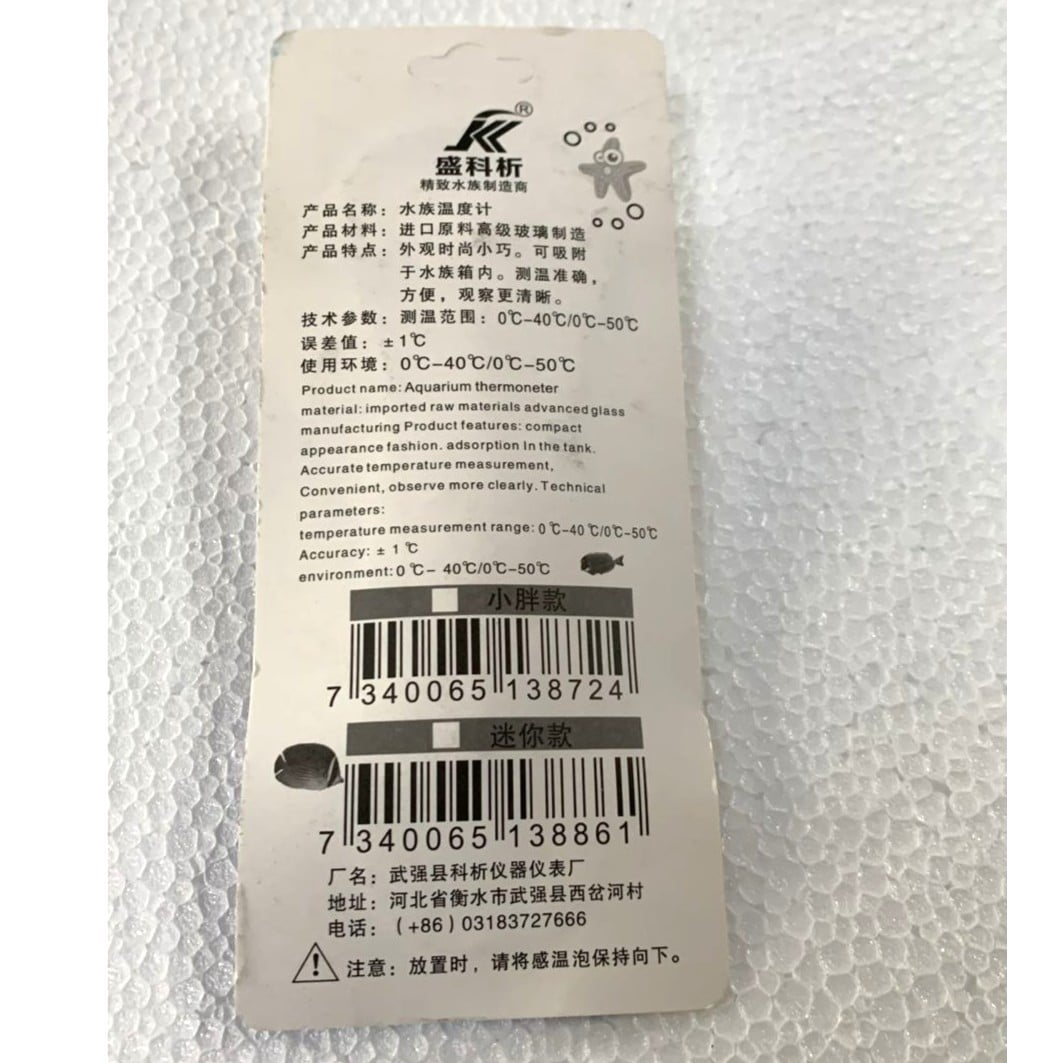 ®
盛科析
精致水族制造商
产品名称：水族温度计
产品材料：进口原料高级玻璃制造
产品特点：外观时尚小巧。可吸附
于水族箱内。测温准确，
方便，观察更清晰。
技术参数：测温范围：0℃-40℃/0℃-50℃
误差值：±1℃
使用环境：0℃-40℃/0℃-50℃
Product name: Aquarium thermoneter
material: imported raw materials advanced glass
manufacturing Product features: compact
appearance fashion. adsorption In the tank.
Accurate temperature measurement,
Convenient, observe more clearly. Technical
parameters:
temperature measurement range: 0℃-40℃/0℃-50℃
Accuracy: ± 1 ℃
environment: 0℃- 40℃/0℃-50℃
小胖款
7 340065 138724
迷你款
7 340065 138861
厂名：武强县科析仪器仪表厂
地址：河北省衡水市武强县西岔河村
电话：(+86) 03183727666
注意：放置时，请将感温泡保持向下。